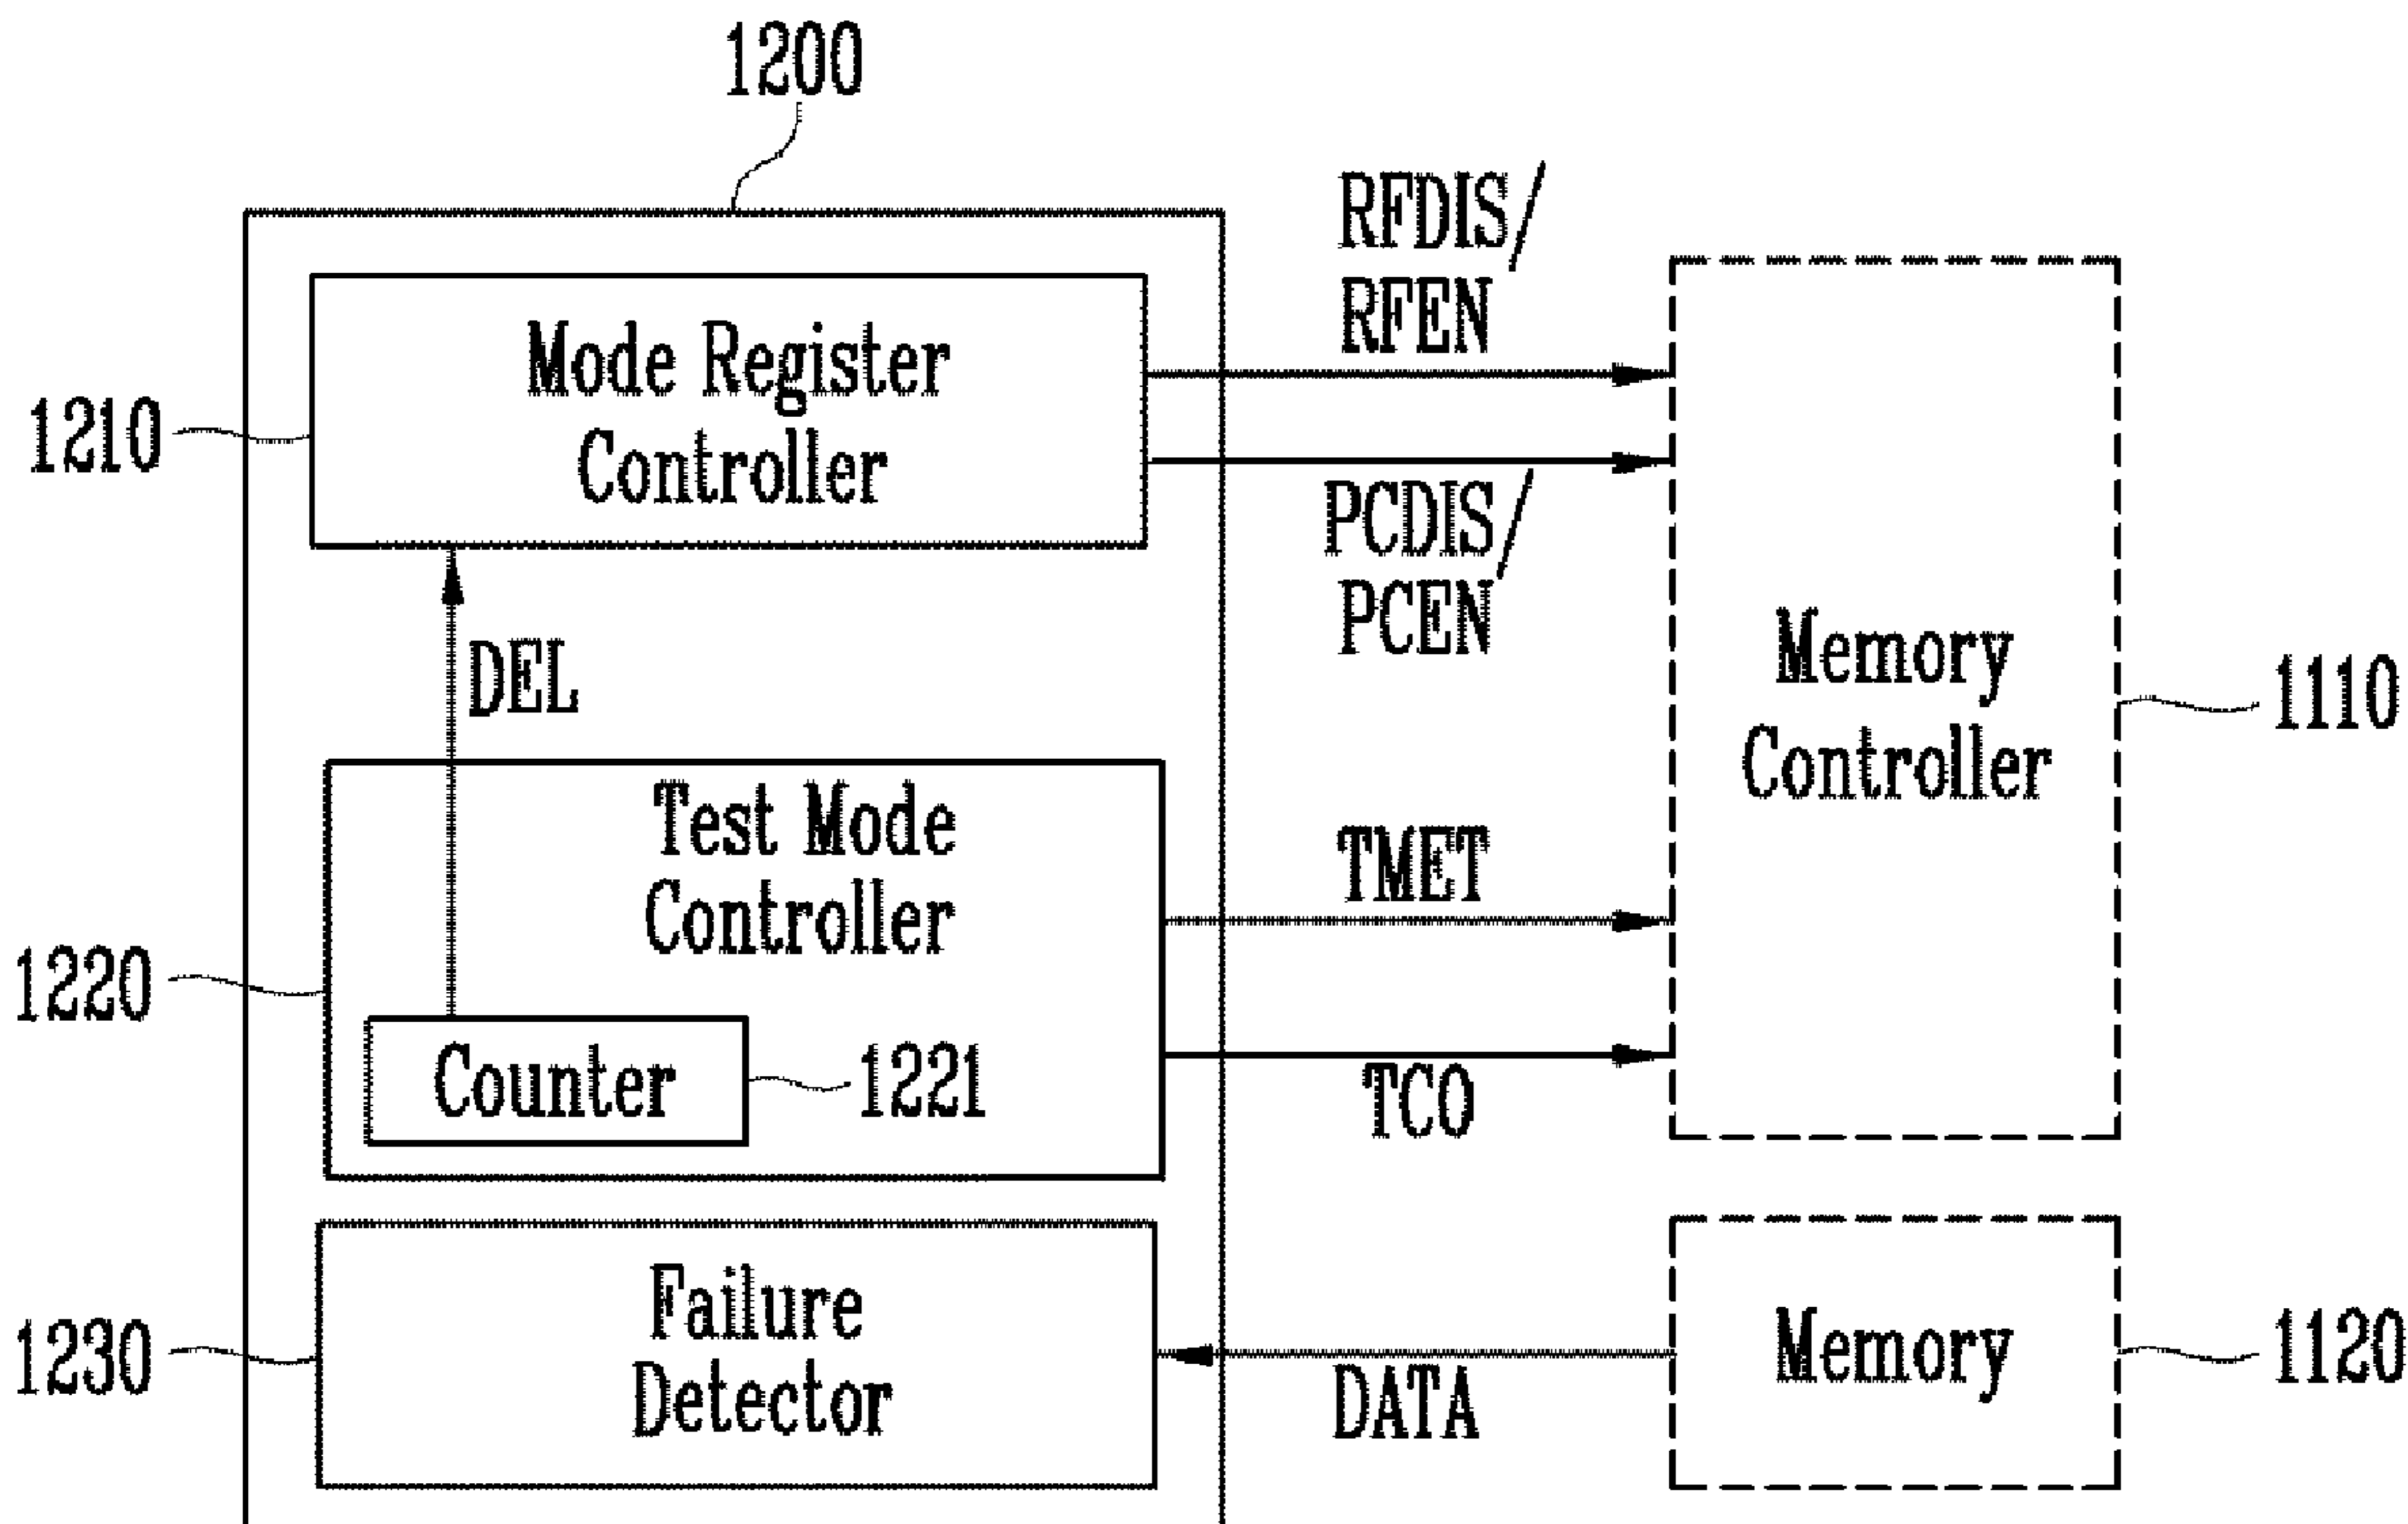 1200
RFDIS/
RFEN
Mode Register
Controller
1210
PCDIS/
PCEN
DEL
Memory
Controller
1110
Test Mode
Controller
TMET
1220
Counter
1221
TCO
Failure
Detector
1230
DATA
Memory
1120